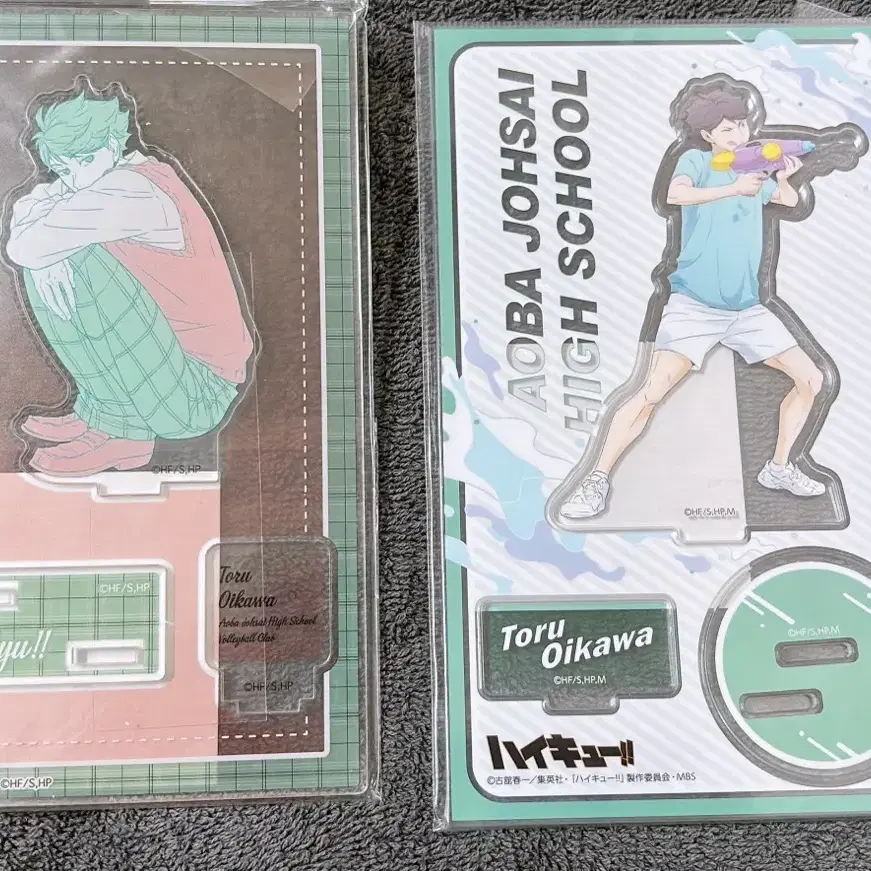 ©HF/S,HP
©HF/S,HP
yu!!
Toru
Oikawa
Aoba Johsai High School
Volleyball Club
©HF/S,HP
©HF/S,HP
AOBA JOHSAI
HIGH SCHOOL
©HF/S,HP,M
Toru
Oikawa
©HF/S,HP,M
©HF/S,HP,M
ハイキュー!!
©古舘春一/集英社・「ハイキュー!!」製作委員会・MBS